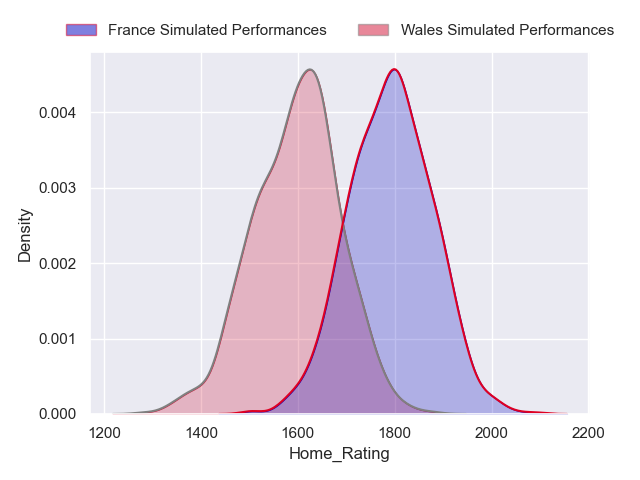 France Simulated Performances Wales Simulated Performances
0.004
0.003
0.002
0.001
0.000
Density
1200 1400 1600 1800 2000 2200
Home_Rating